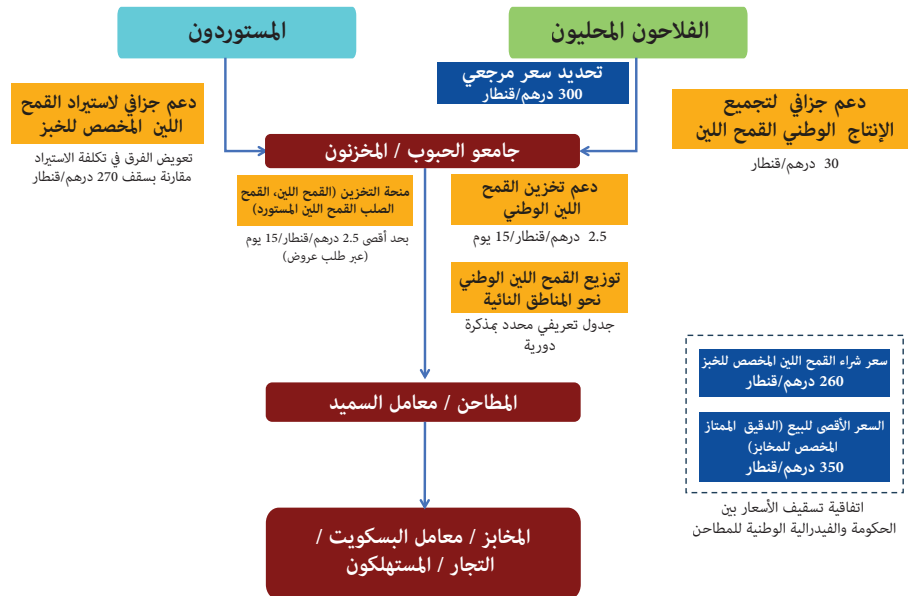 الفلاحون المحليون
المستوردون
تحديد سعر مرجعي
300 درهم/قنطار
دعم جزافي لتجميع
الإنتاج الوطني القمح اللين
30 درهم/قنطار
دعم جزافي لاستيراد القمح
اللين المخصص للخبز
تعويض الفرق في تكلفة الاستيراد
مقارنة بسقف 270 درهم/قنطار
جامعو الحبوب / المخزنون
دعم تخزين القمح
اللين الوطني
2.5 درهم/قنطار/15 يوم
منحة التخزين (القمح اللين، القمح
الصلب القمح اللين المستورد)
بحد أقصى 2.5 درهم/قنطار/15 يوم
(عبر طلب عروض)
توزيع القمح اللين الوطني
نحو المناطق النائية
جدول تعريفي محدد بمذكرة
دورية
سعر شراء القمح اللين المخصص للخبز
260 درهم/قنطار
السعر الأقصى للبيع (الدقيق الممتاز
المخصص للمخابز)
350 درهم/قنطار
اتفاقية تسقيف الأسعار بين
الحكومة والفيدرالية الوطنية للمطاحن
المطاحن / معامل السميد
المخابز / معامل البسكويت /
التجار / المستهلكون